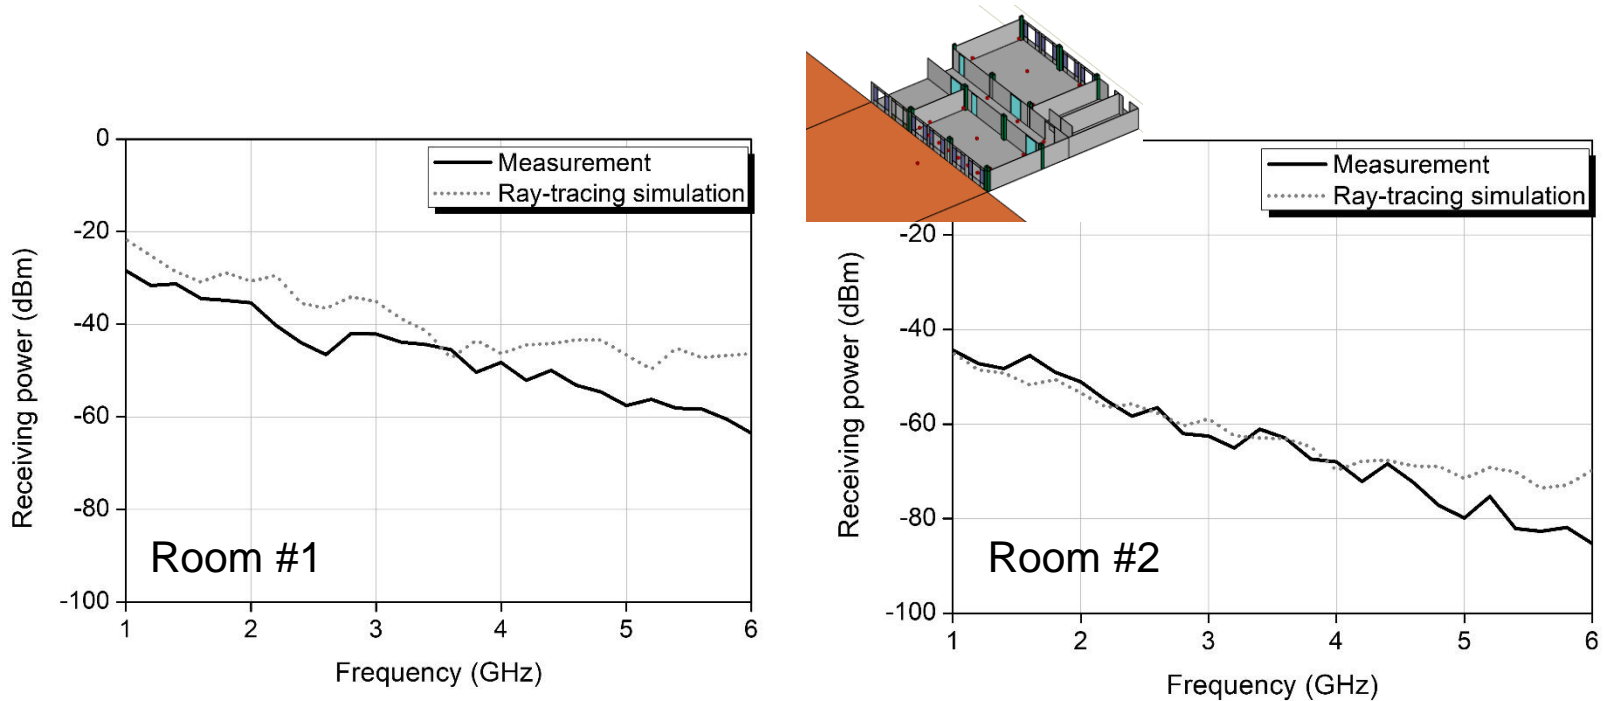 0
-20
-40
-60
-80
-100
1
2
3
4
5
6
Receiving power (dBm)
Frequency (GHz)
Measurement
Ray-tracing simulation
Room #1
-20
-40
-60
-80
-100
1
2
3
4
5
6
Receiving power (dBm)
Frequency (GHz)
Measurement
Ray-tracing simulation
Room #2